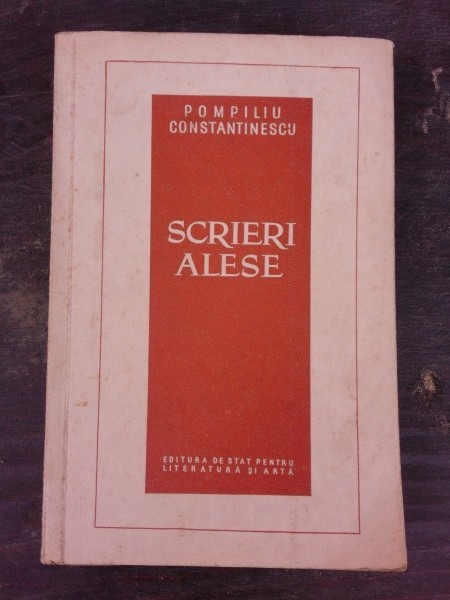 POMPILIU
CONSTANTINESCU
SCRIERI
ALESE
EDITURA DE STAT PENTRU
LITERATURĂ ȘI ARTĂ